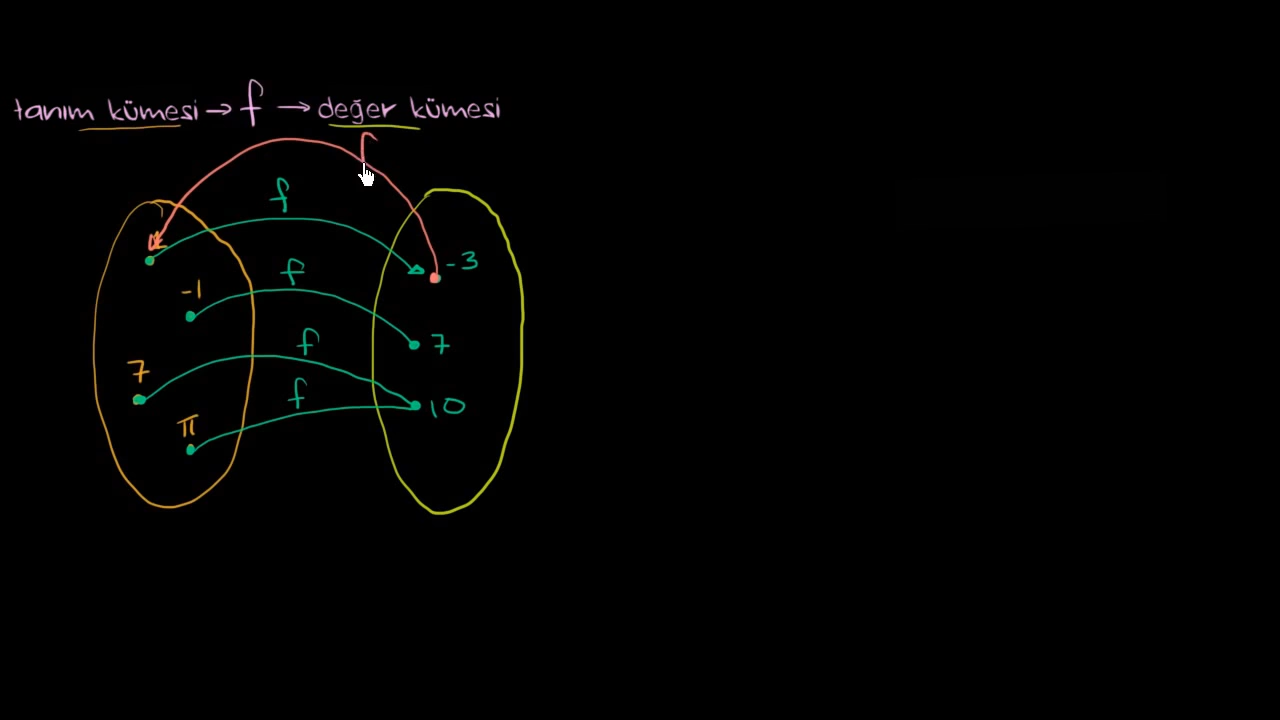 tanım kümesi → f → değer kümesi
f
f -3
-1
f 7
7
f 10
π